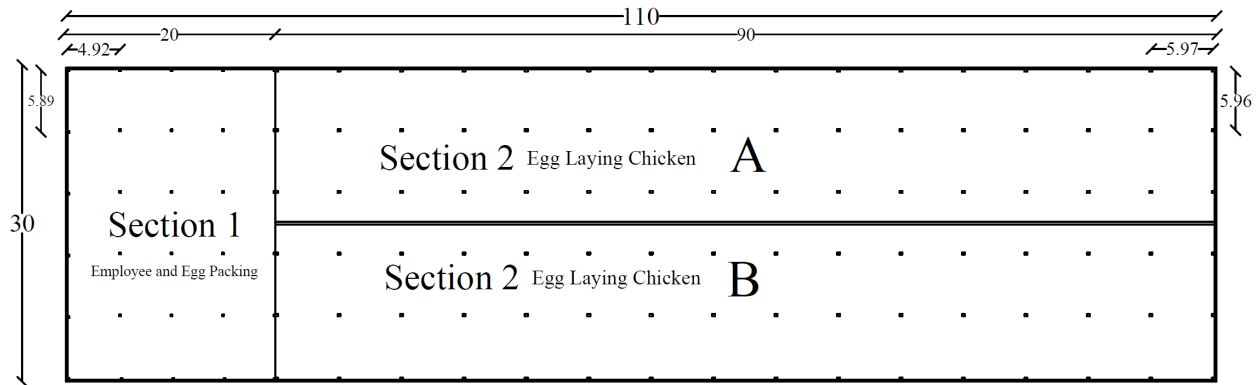 110
20
90
4.92
5.97
5.89
5.96
Section 2 Egg Laying Chicken A
30
Section 1
Employee and Egg Packing
Section 2 Egg Laying Chicken B